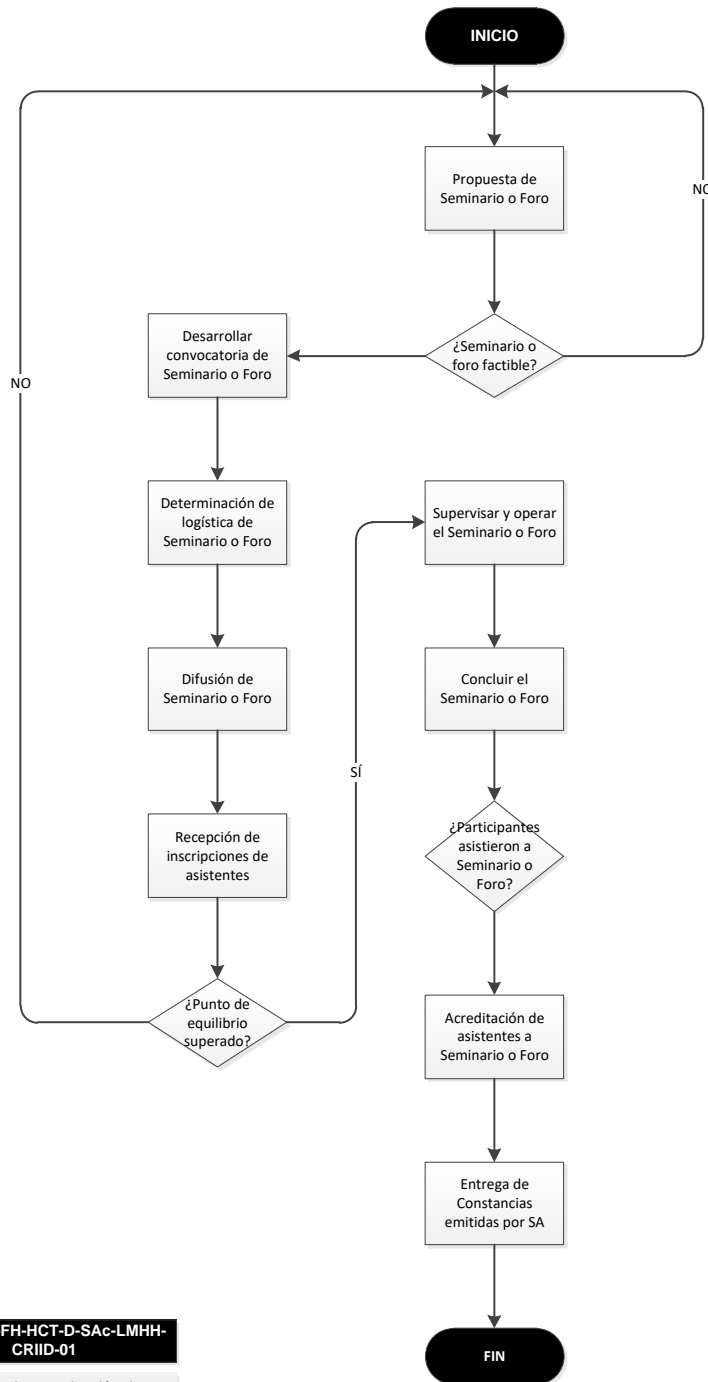 INICIO
Propuesta de
Seminario o Foro
NO
¿Seminario o
foro factible?
Desarrollar
convocatoria de
Seminario o Foro
NO
Determinación de
logística de
Seminario o Foro
Supervisar y operar
el Seminario o Foro
Difusión de
Seminario o Foro
Concluir el
Seminario o Foro
SÍ
Recepción de
inscripciones de
asistentes
¿Participantes
asistieron a
Seminario o
Foro?
¿Punto de
equilibrio
superado?
Acreditación de
asistentes a
Seminario o Foro
Entrega de
Constancias
emitidas por SA
FH-HCT-D-SAc-LMHH-
CRIID-01
FIN